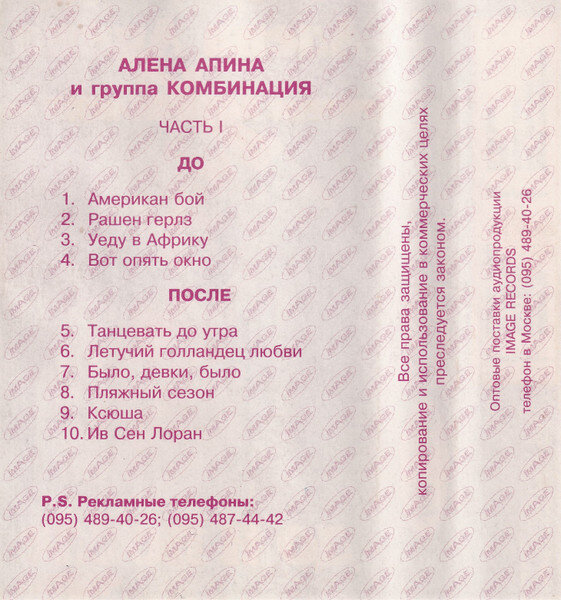 АЛЕНА АПИНА
и группа КОМБИНАЦИЯ
ЧАСТЬ I
ДО
1. Американ бой
2. Рашен герлз
3. Уеду в Африку
4. Вот опять окно
ПОСЛЕ
5. Танцевать до утра
6. Летучий голландец любви
7. Было, девки, было
8. Пляжный сезон
9. Ксюша
10. Ив Сен Лоран
P.S. Рекламные телефоны:
(095) 489-40-26; (095) 487-44-42
Все права защищены,
копирование и использование в коммерческих целях
преследуется законом.
Оптовые поставки аудиопродукции
IMAGE RECORDS
телефон в Москве: (095) 489-40-26
IMAGE